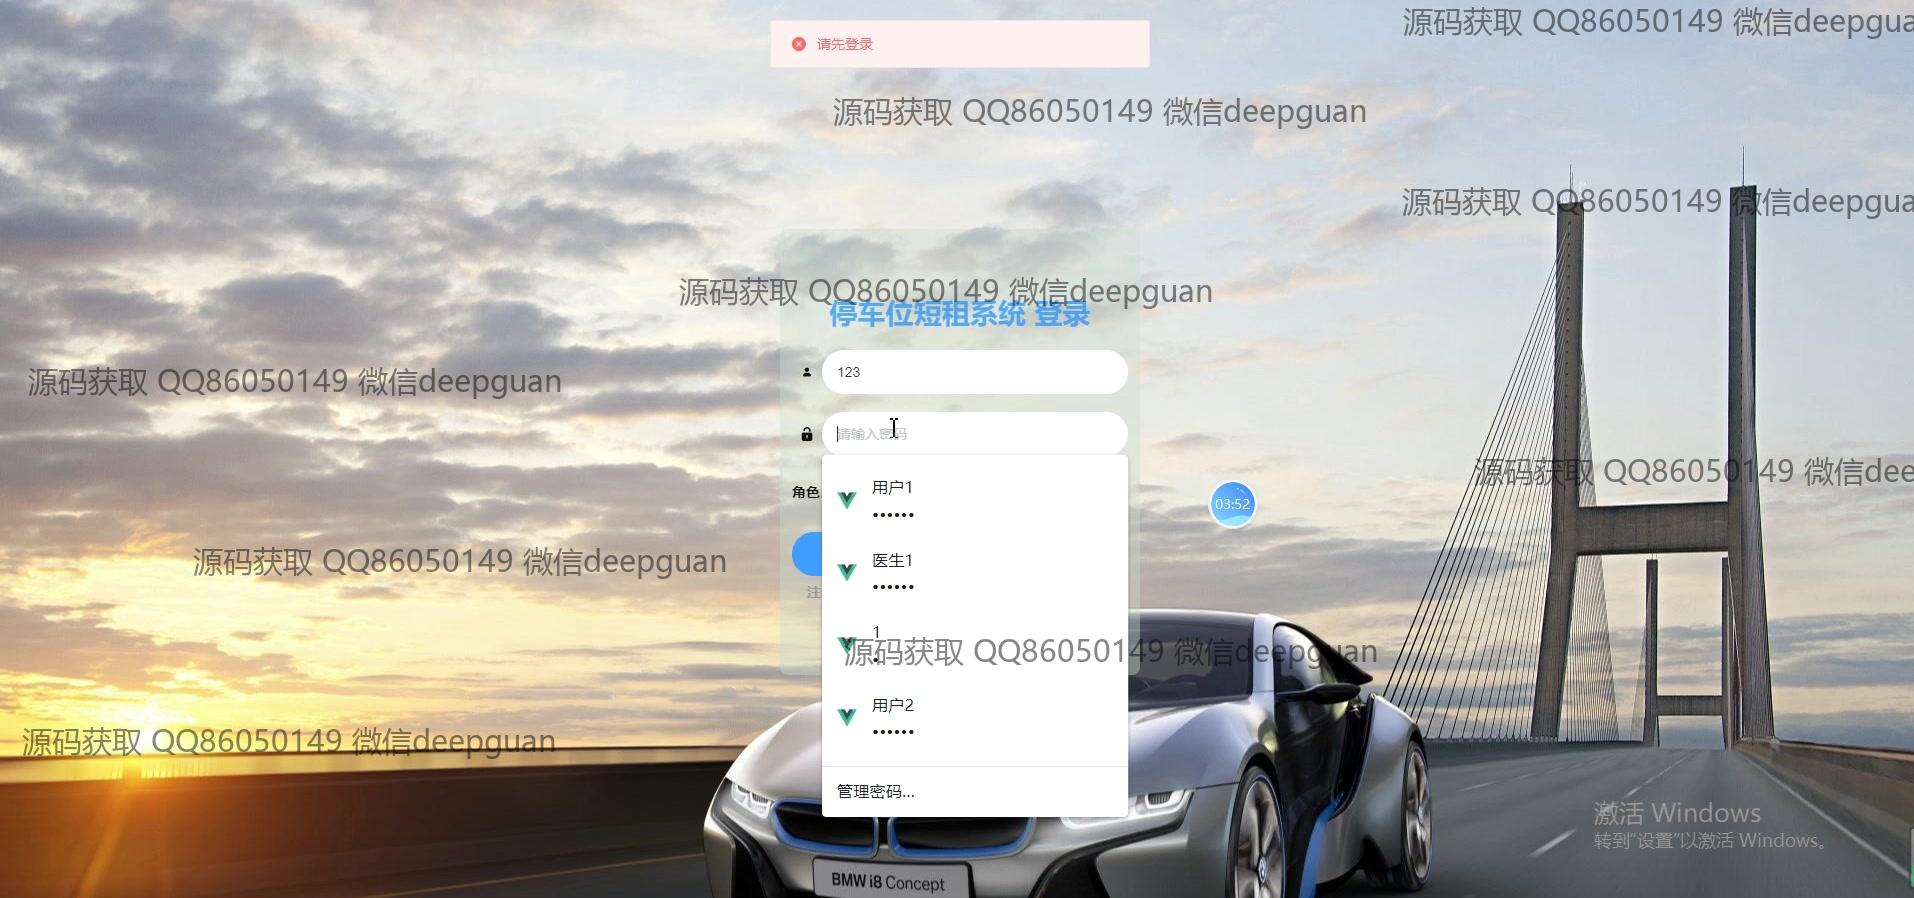 源码获取 QQ86050149 微信deepgua
请先登录
源码获取 QQ86050149 微信deepguan
源码获取 QQ86050149 微信deepgua
源码获取 QQ86050149 微信deepguan
停车位短租系统 登录
123
源码获取 QQ86050149 微信deepguan
请输入密码
源码获取 QQ86050149 微信dee
角色
用户1
••••••
03:52
医生1
••••••
源码获取 QQ86050149 微信deepguan
注
1
源码获取 QQ86050149 微信deepguan
用户2
••••••
源码获取 QQ86050149 微信deepguan
管理密码...
激活 Windows
转到"设置"以激活 Windows。
BMW i8 Concept